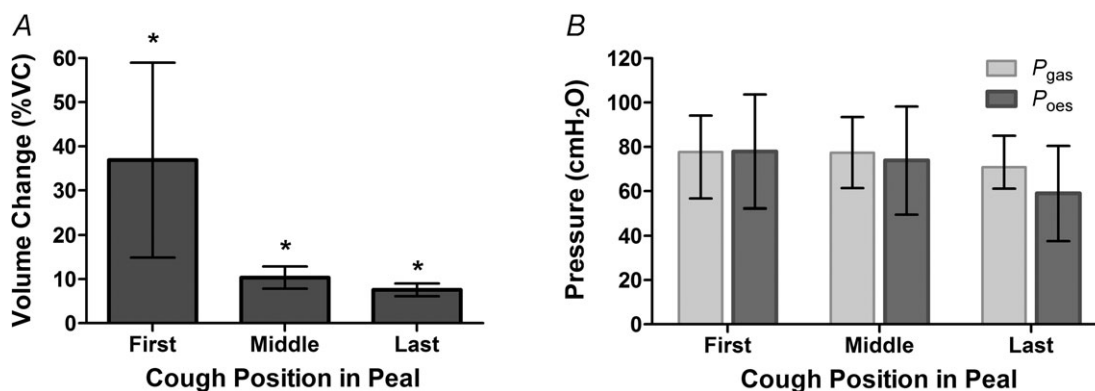 A
Volume Change (%VC)
60
50
40
30
20
10
0
*
*
*
First Middle Last
Cough Position in Peal
B
Pressure (cmH2O)
120
100
80
60
40
20
0
Pgas
Poes
First Middle Last
Cough Position in Peal